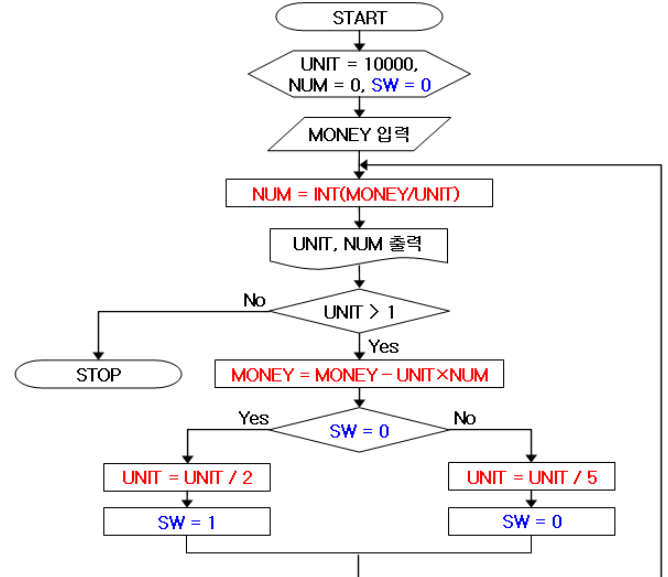 START
UNIT = 10000,
NUM = 0, SW = 0
MONEY 입력
NUM = INT(MONEY/UNIT)
UNIT, NUM 출력
No
UNIT > 1
Yes
STOP
MONEY = MONEY - UNIT×NUM
Yes
No
SW = 0
UNIT = UNIT / 2
UNIT = UNIT / 5
SW = 1
SW = 0